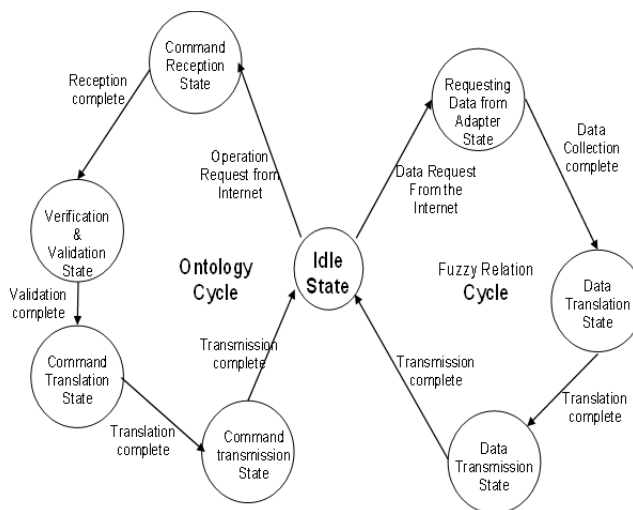 Command
Reception
State
Reception
complete
Operation
Request from
Internet
Verification
&
Validation
State
Validation
complete
Ontology
Cycle
Command
Translation
State
Translation
complete
Command
transmission
State
Transmission
complete
Idle
State
Requesting
Data from
Adapter
State
Data Request
From the
Internet
Data
Collection
complete
Fuzzy Relation
Cycle
Data
Translation
State
Translation
complete
Data
Transmission
State
Transmission
complete